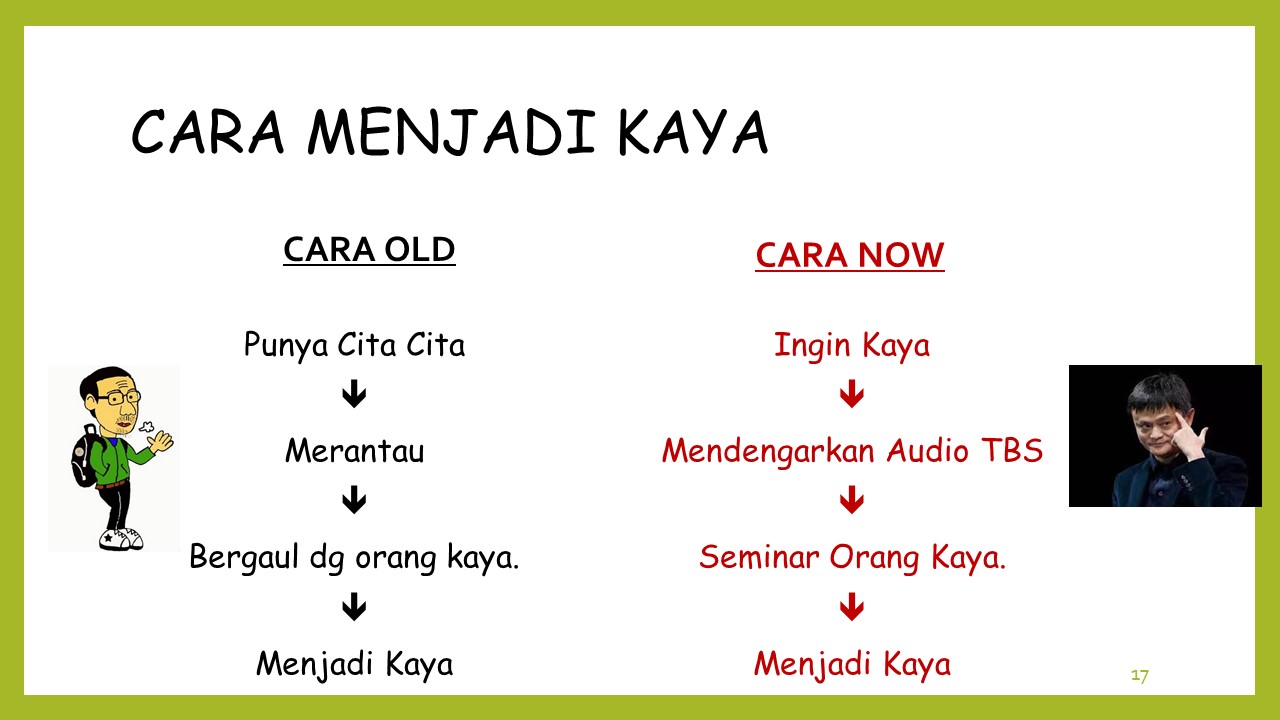 CARA MENJADI KAYA
CARA OLD
Punya Cita Cita
🡻
Merantau
🡻
Bergaul dg orang kaya.
🡻
Menjadi Kaya
CARA NOW
Ingin Kaya
🡻
Mendengarkan Audio TBS
🡻
Seminar Orang Kaya.
🡻
Menjadi Kaya
17